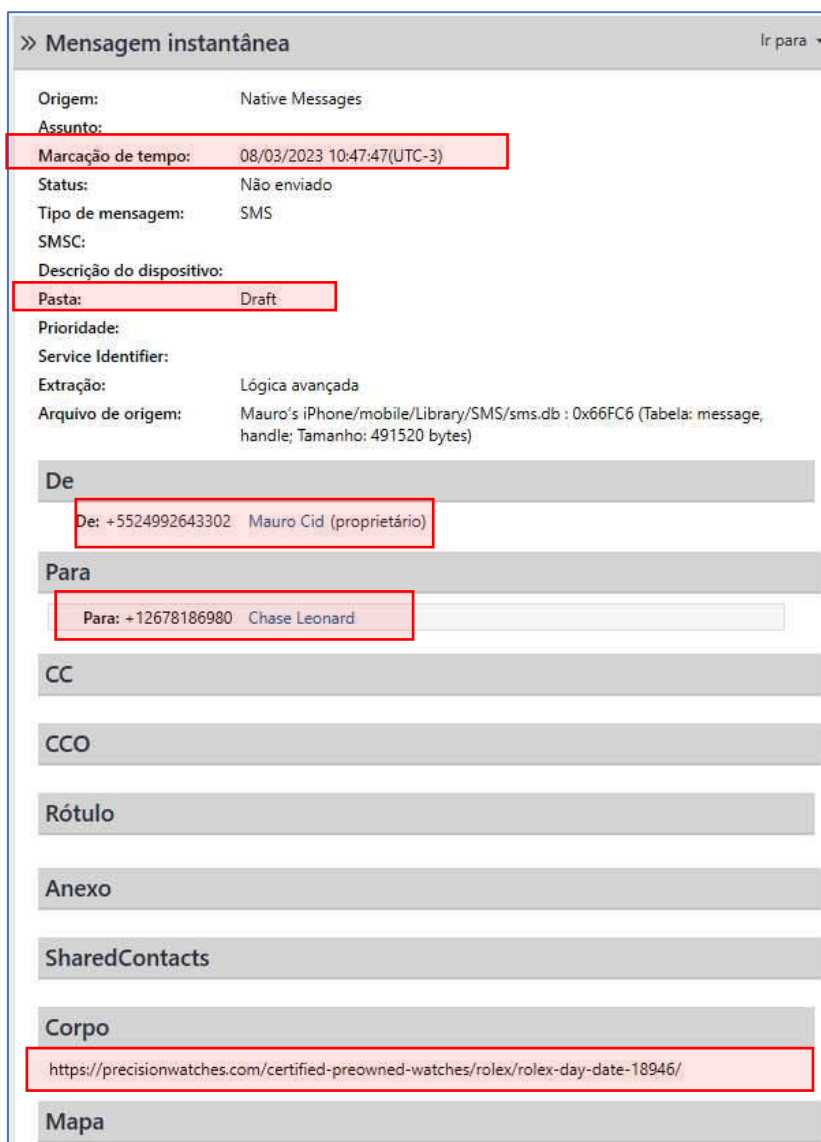 » Mensagem instantânea Ir para
Origem: Native Messages
Assunto:
Marcação de tempo: 08/03/2023 10:47:47(UTC-3)
Status: Não enviado
Tipo de mensagem: SMS
SMSC:
Descrição do dispositivo:
Pasta: Draft
Prioridade:
Service Identifier:
Extração: Lógica avançada
Arquivo de origem: Mauro's iPhone/mobile/Library/SMS/sms.db : 0x66FC6 (Tabela: message,
handle; Tamanho: 491520 bytes)
De
De: +5524992643302 Mauro Cid (proprietário)
Para
Para: +12678186980 Chase Leonard
CC
CCO
Rótulo
Anexo
SharedContacts
Corpo
https://precisionwatches.com/certified-preowned-watches/rolex/rolex-day-date-18946/
Mapa